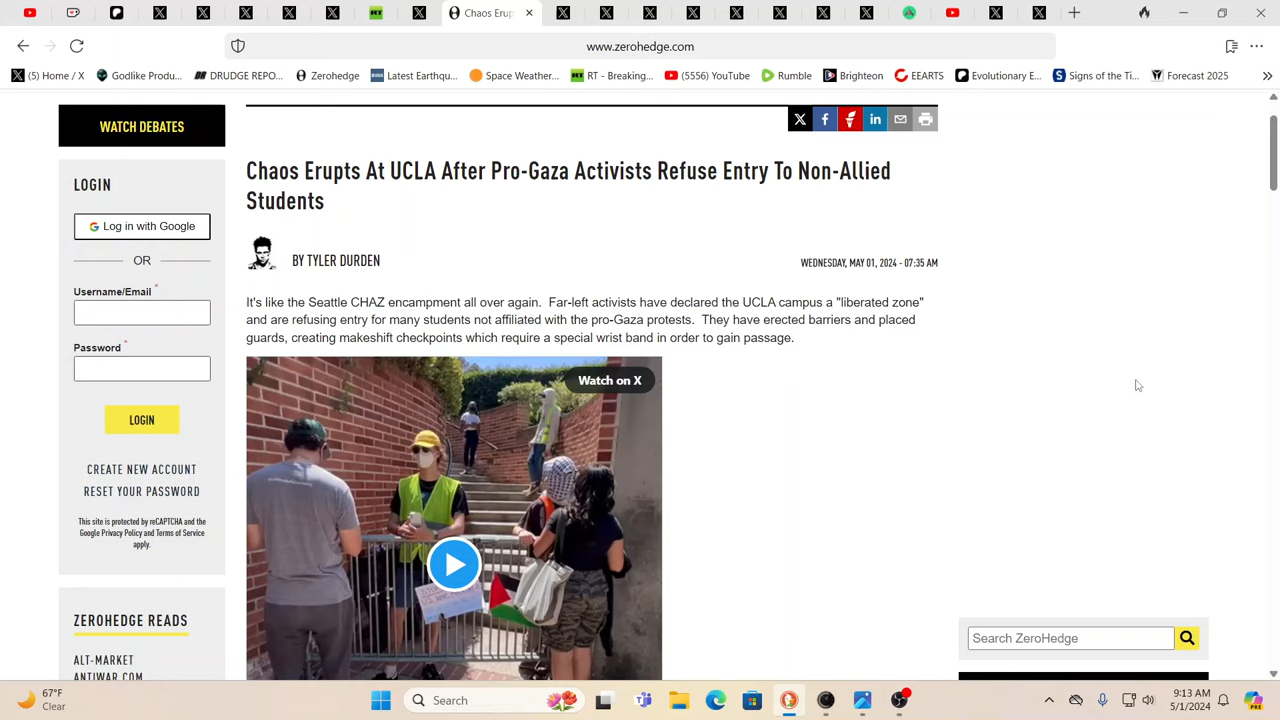 Chaos Erup
www.zerohedge.com
(5) Home / X
Godlike Produ...
DRUDGE REPO...
Zerohedge
Latest Earthqu...
Space Weather...
RT - Breaking...
(5556) YouTube
Rumble
Brighteon
EEARTS
Evolutionary E...
Signs of the Ti...
Forecast 2025
WATCH DEBATES
LOGIN
Log in with Google
OR
Username/Email *
Password *
LOGIN
CREATE NEW ACCOUNT
RESET YOUR PASSWORD
This site is protected by reCAPTCHA and the
Google Privacy Policy and Terms of Service
apply.
ZEROHEDGE READS
ALT-MARKET
ANTIWAR.COM
Chaos Erupts At UCLA After Pro-Gaza Activists Refuse Entry To Non-Allied
Students
BY TYLER DURDEN
WEDNESDAY, MAY 01, 2024 - 07:35 AM
It's like the Seattle CHAZ encampment all over again. Far-left activists have declared the UCLA campus a "liberated zone"
and are refusing entry for many students not affiliated with the pro-Gaza protests. They have erected barriers and placed
guards, creating makeshift checkpoints which require a special wrist band in order to gain passage.
Watch on X
Search ZeroHedge
67°F
Clear
Search
9:13 AM
5/1/2024